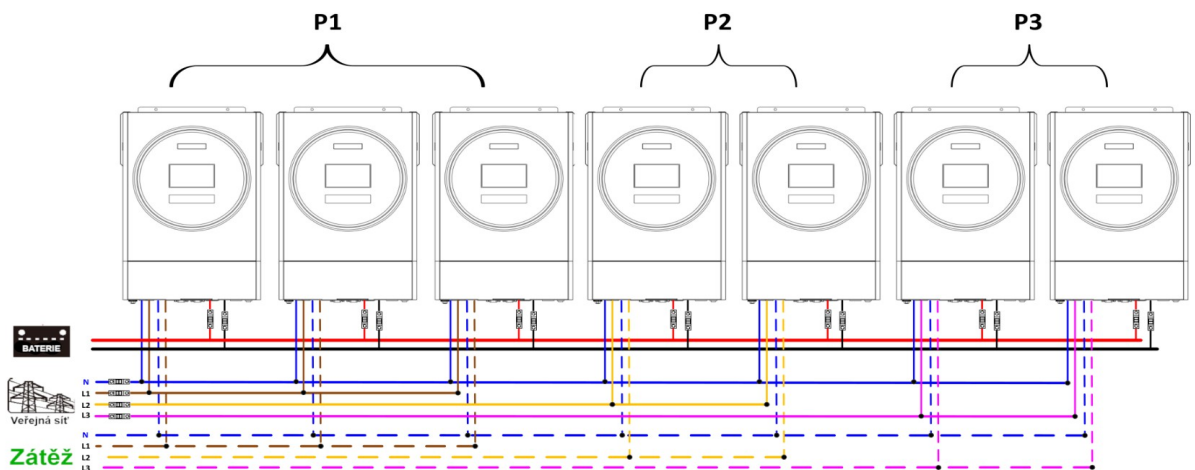 P1
P2
P3
BATERIE
N
L1
L2
L3
Veřejná síť
N
L1
L2
L3
Zátěž